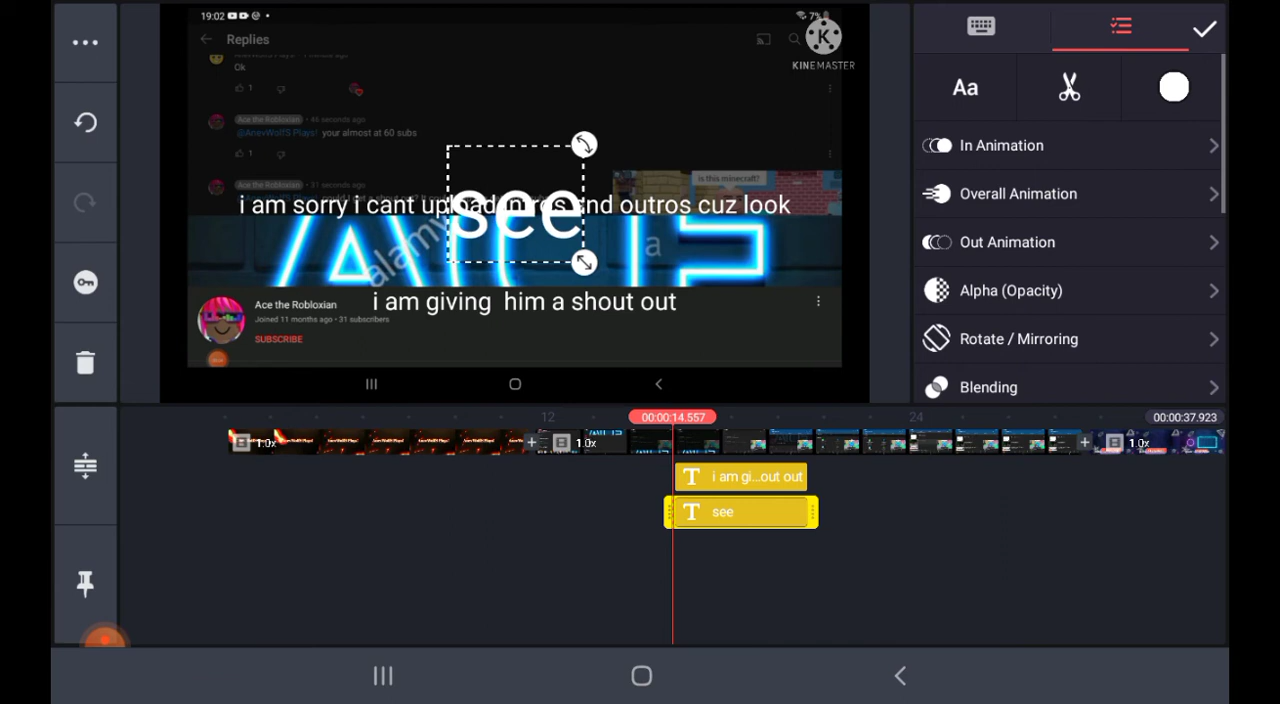 19:02
7%
Replies
KINEMASTER
Ok
1
Ace the Robloxian • 46 seconds ago
@AnevWolfS Plays! your almost at 60 subs
1
Ace the Robloxian • 31 seconds ago
is this minecraft?
i am sorry i cant upload intros and outros cuz look
see
alamy
a
i am giving  him a shout out
Ace the Robloxian
Joined 11 months ago • 31 subscribers
SUBSCRIBE
Aa
In Animation
Overall Animation
Out Animation
Alpha (Opacity)
Rotate / Mirroring
Blending
12
00:00:14.557
24
00:00:37.923
1.0x
1.0x
1.0x
T i am gi...out out
T see